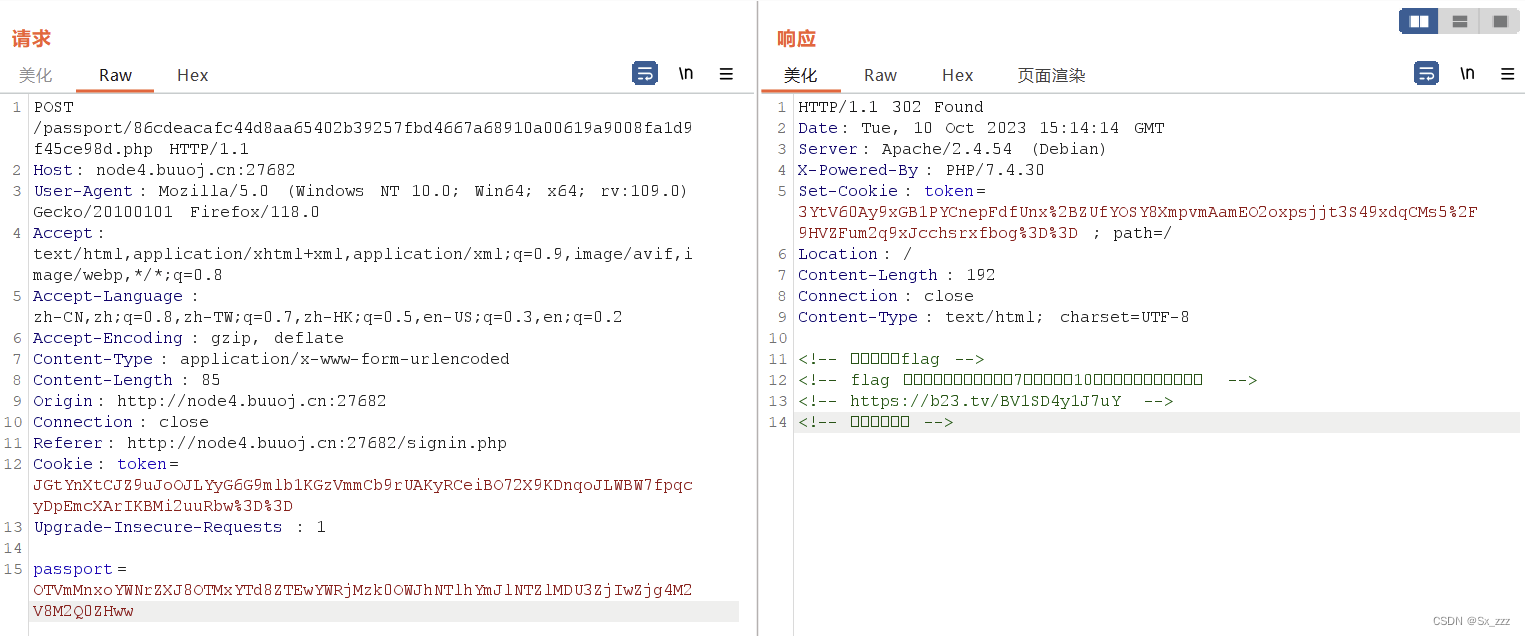 请求
响应
美化
Raw
Hex
\n
美化
Raw
Hex
页面渲染
\n
1 POST
/passport/86cdeacafc44d8aa65402b39257fbd4667a68910a00619a9008fa1d9
f45ce98d.php HTTP/1.1
2 Host: node4.buuoj.cn:27682
3 User-Agent: Mozilla/5.0 (Windows NT 10.0; Win64; x64; rv:109.0)
Gecko/20100101 Firefox/118.0
4 Accept:
text/html,application/xhtml+xml,application/xml;q=0.9,image/avif,i
mage/webp,*/*;q=0.8
5 Accept-Language:
zh-CN,zh;q=0.8,zh-TW;q=0.7,zh-HK;q=0.5,en-US;q=0.3,en;q=0.2
6 Accept-Encoding: gzip, deflate
7 Content-Type: application/x-www-form-urlencoded
8 Content-Length: 85
9 Origin: http://node4.buuoj.cn:27682
10 Connection: close
11 Referer: http://node4.buuoj.cn:27682/signin.php
12 Cookie: token=
JGtYnXtCJZ9uJoOJLYyG6G9mlb1KGzVmmCb9rUAKyRCeiBO72X9KDnqoJLWBW7fpqc
yDpEmcXArIKBMi2uuRbw%3D%3D
13 Upgrade-Insecure-Requests: 1
14
15 passport=
OTVmMnxoYWNrZXJ8OTMxYTd8ZTEwYWRjMzk0OWJhNTlhYmJlNTZlMDU3ZjIwZjg4M2
V8M2Q0ZHww
1 HTTP/1.1 302 Found
2 Date: Tue, 10 Oct 2023 15:14:14 GMT
3 Server: Apache/2.4.54 (Debian)
4 X-Powered-By: PHP/7.4.30
5 Set-Cookie: token=
3YtV60Ay9xGB1PYCnepFdfUnx%2BZUfYOSY8XmpvmAamEO2oxpsjjt3S49xdqCMs5%2F
9HVZFum2q9xJcchsrxfbog%3D%3D ; path=/
6 Location: /
7 Content-Length: 192
8 Connection: close
9 Content-Type: text/html; charset=UTF-8
10
11 <!-- flag -->
12 <!-- flag 7 10 -->
13 <!-- https://b23.tv/BV1SD4y1J7uY -->
14 <!-- -->
CSDN @Sx_zzz